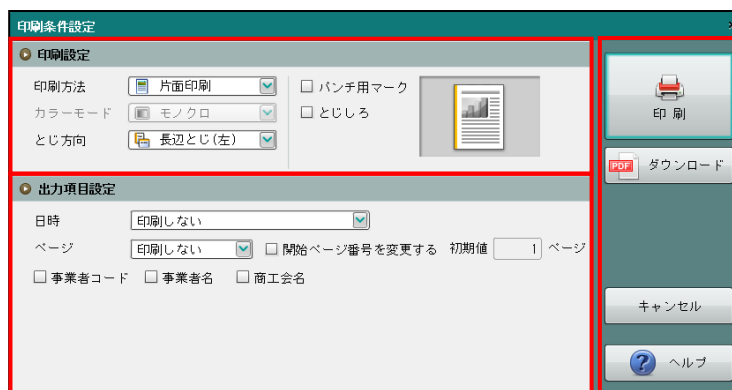 印刷条件設定
印刷設定
印刷方法 片面印刷 パンチ用マーク
カラーモード モノクロ とじしろ
とじ方向 長辺とじ(左)
出力項目設定
日時 印刷しない
ページ 印刷しない 開始ページ番号を変更する 初期値 1 ページ
事業者コード 事業者名 商工会名
印刷
PDF ダウンロード
キャンセル
? ヘルプ